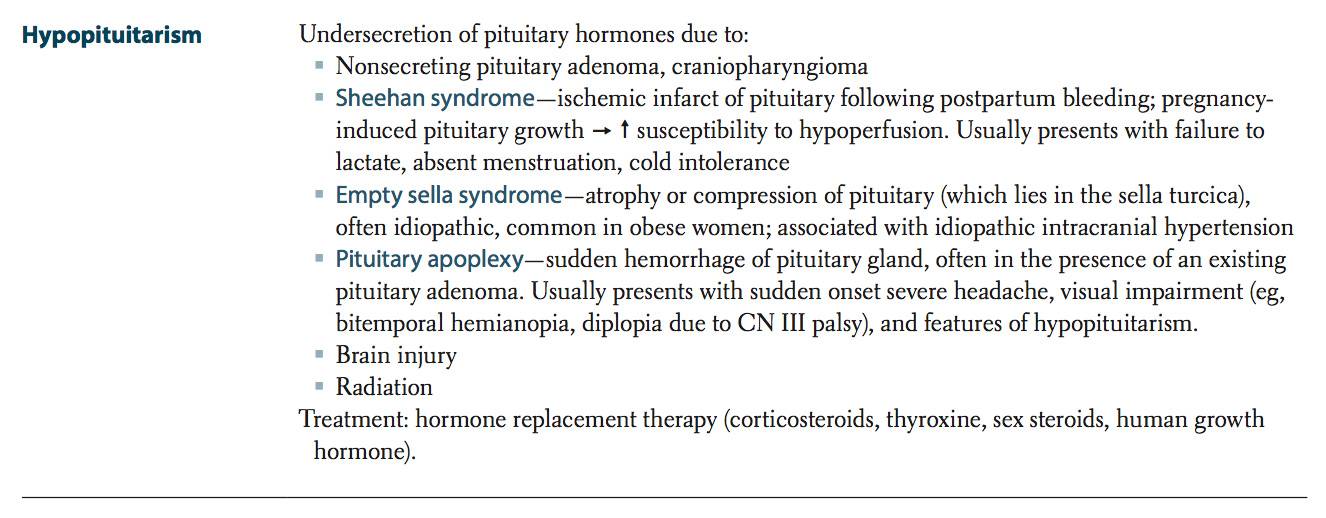 Hypopituitarism
Undersecretion of pituitary hormones due to:
▪ Nonsecreting pituitary adenoma, craniopharyngioma
▪ Sheehan syndrome—ischemic infarct of pituitary following postpartum bleeding; pregnancy-
induced pituitary growth → ↑ susceptibility to hypoperfusion. Usually presents with failure to
lactate, absent menstruation, cold intolerance
▪ Empty sella syndrome—atrophy or compression of pituitary (which lies in the sella turcica),
often idiopathic, common in obese women; associated with idiopathic intracranial hypertension
▪ Pituitary apoplexy—sudden hemorrhage of pituitary gland, often in the presence of an existing
pituitary adenoma. Usually presents with sudden onset severe headache, visual impairment (eg,
bitemporal hemianopia, diplopia due to CN III palsy), and features of hypopituitarism.
▪ Brain injury
▪ Radiation
Treatment: hormone replacement therapy (corticosteroids, thyroxine, sex steroids, human growth
hormone).